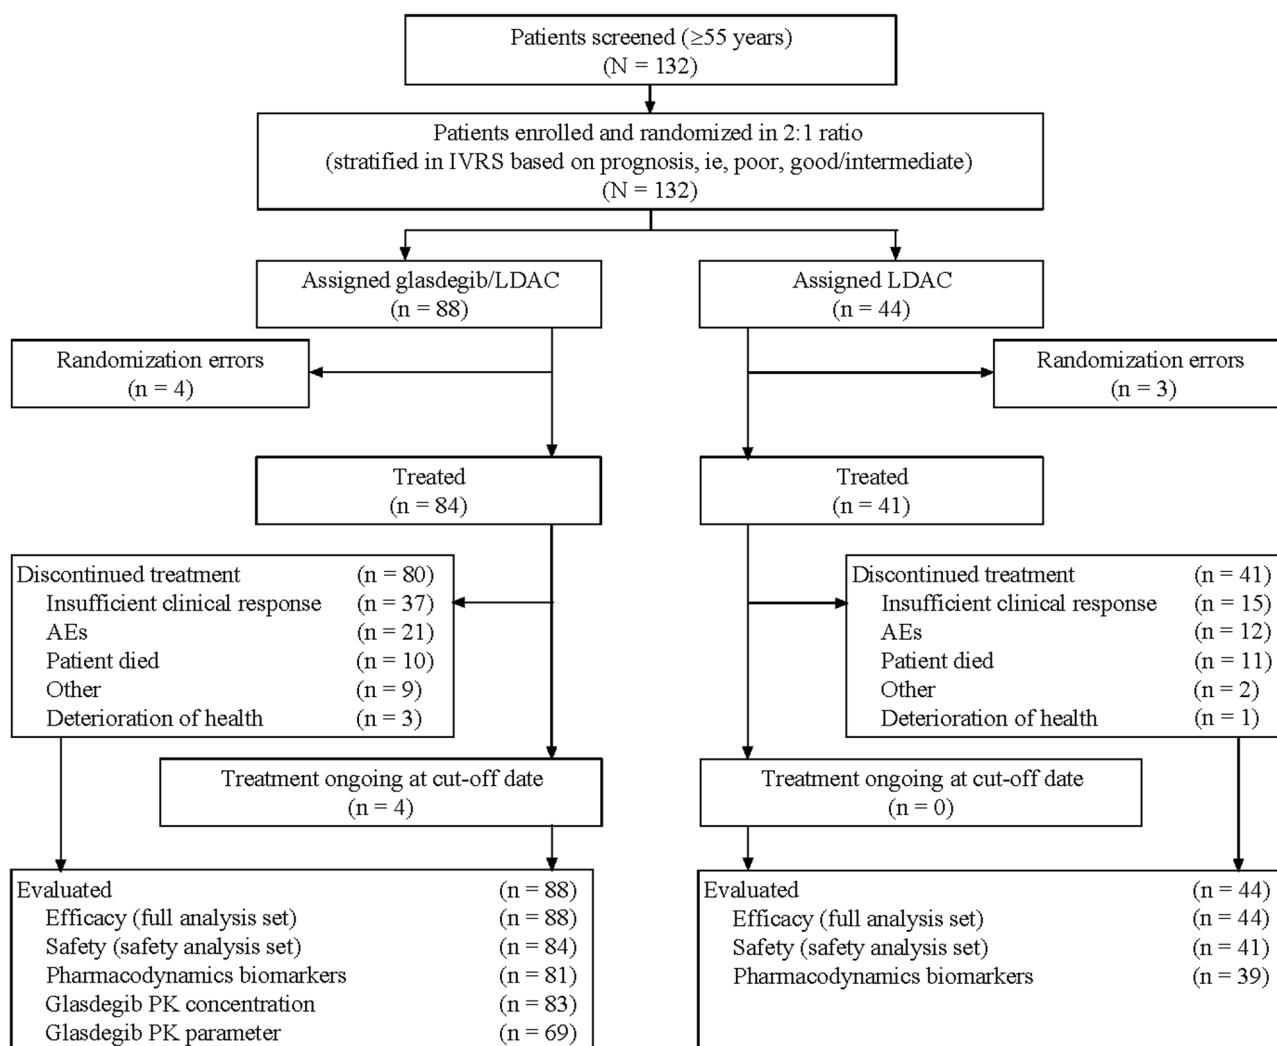 Patients screened (≥55 years)
(N = 132)
Patients enrolled and randomized in 2:1 ratio
(stratified in IVRS based on prognosis, ie, poor, good/intermediate)
(N = 132)
Assigned glasdegib/LDAC
(n = 88)
Assigned LDAC
(n = 44)
Randomization errors
(n = 4)
Randomization errors
(n = 3)
Treated
(n = 84)
Treated
(n = 41)
Discontinued treatment (n = 80)
Insufficient clinical response (n = 37)
AEs (n = 21)
Patient died (n = 10)
Other (n = 9)
Deterioration of health (n = 3)
Discontinued treatment (n = 41)
Insufficient clinical response (n = 15)
AEs (n = 12)
Patient died (n = 11)
Other (n = 2)
Deterioration of health (n = 1)
Treatment ongoing at cut-off date
(n = 4)
Treatment ongoing at cut-off date
(n = 0)
Evaluated (n = 88)
Efficacy (full analysis set) (n = 88)
Safety (safety analysis set) (n = 84)
Pharmacodynamics biomarkers (n = 81)
Glasdegib PK concentration (n = 83)
Glasdegib PK parameter (n = 69)
Evaluated (n = 44)
Efficacy (full analysis set) (n = 44)
Safety (safety analysis set) (n = 41)
Pharmacodynamics biomarkers (n = 39)